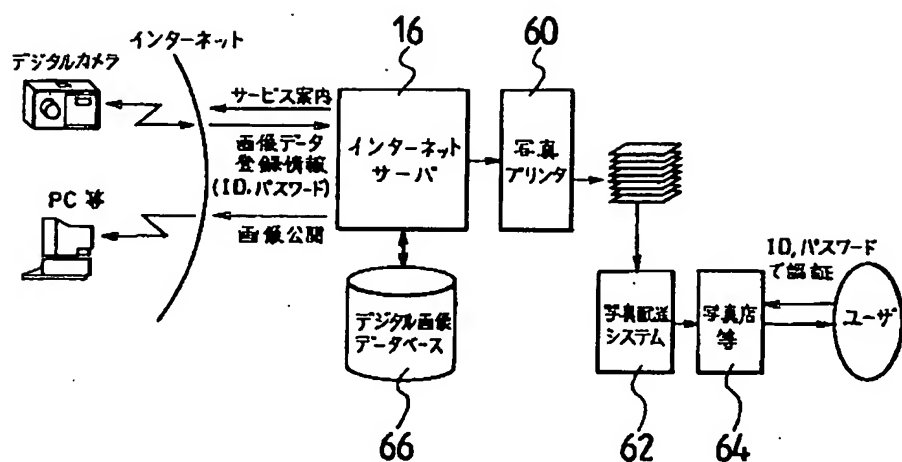 インターネット
デジタルカメラ
PC 等
サービス案内
画像データ
登録情報
(ID,パスワード)
画像公開
16
インターネット
サーバ
60
写真
プリンタ
デジタル画像
データベース
66
写真配送
システム
62
写真店
等
64
ID,パスワード
で認証
ユーザ